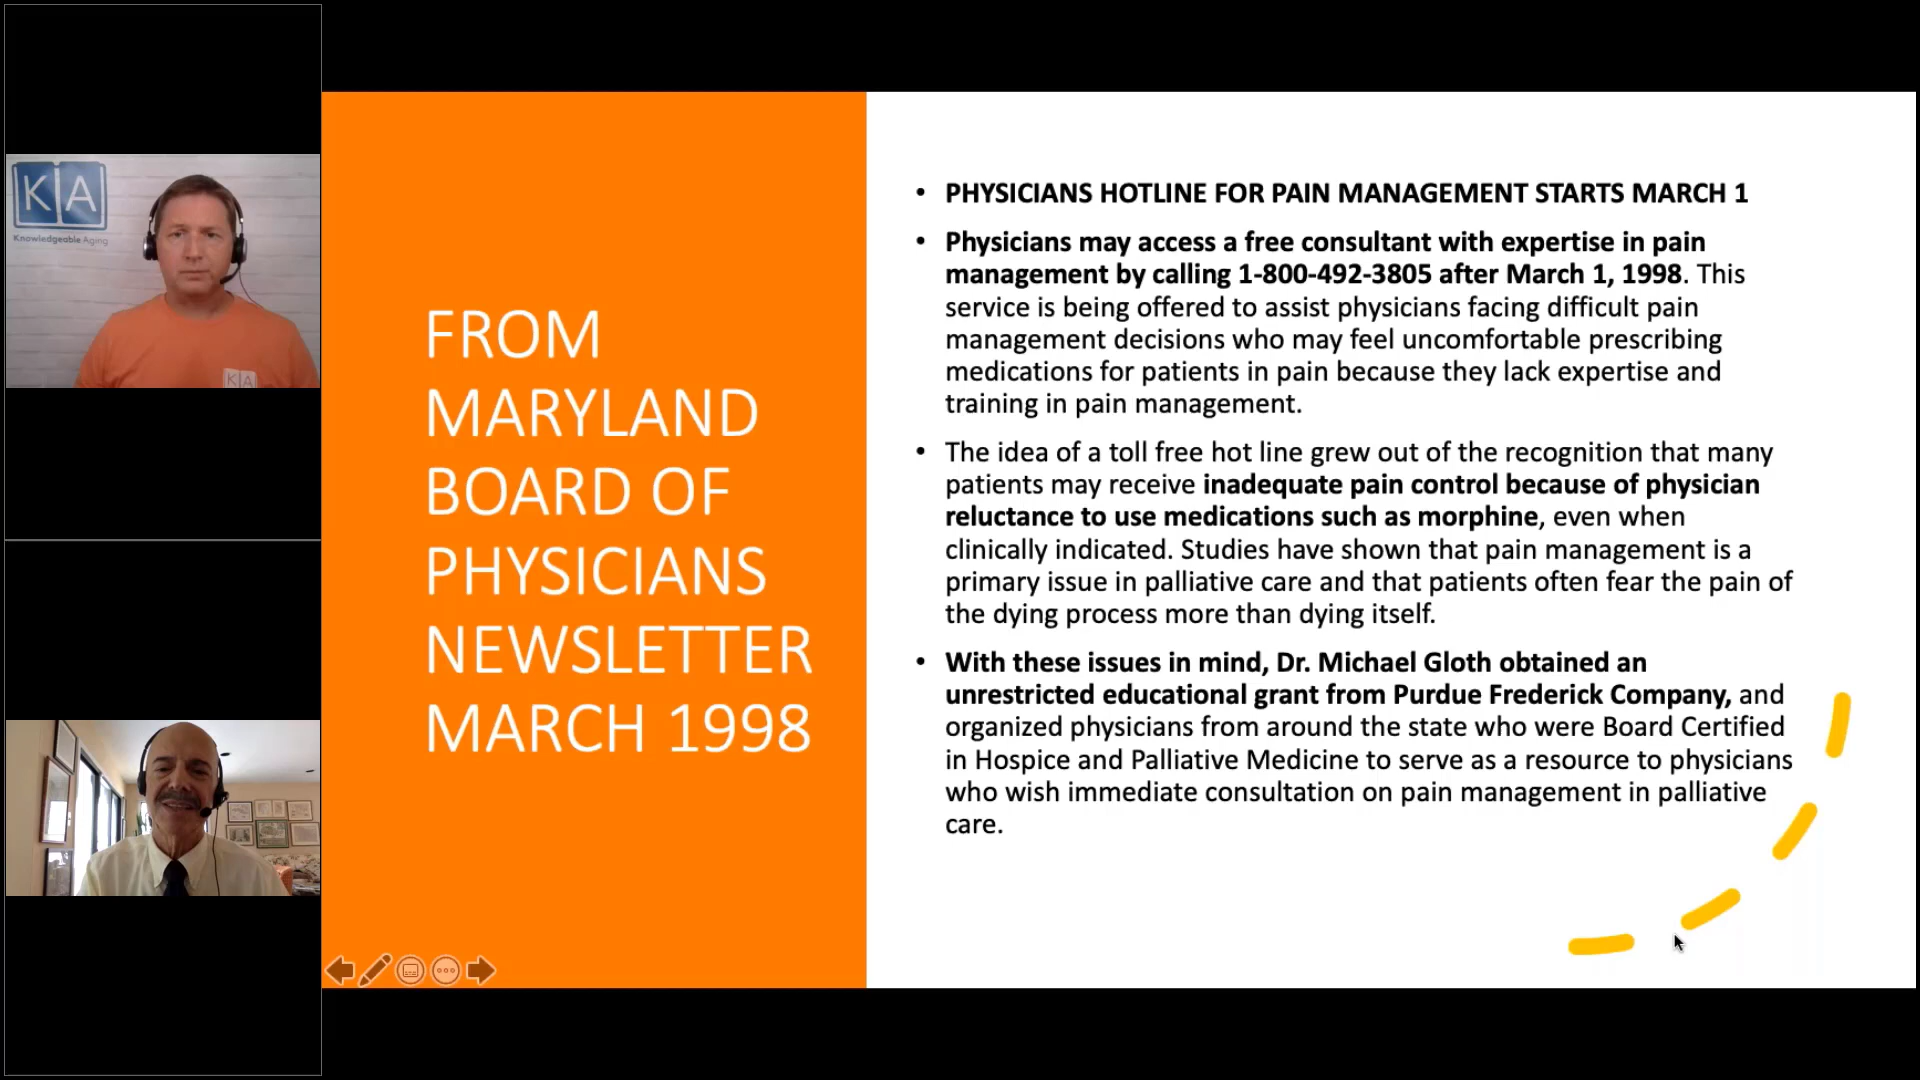 KA
Knowledgeable Aging
KA
FROM
MARYLAND
BOARD OF
PHYSICIANS
NEWSLETTER
MARCH 1998
• PHYSICIANS HOTLINE FOR PAIN MANAGEMENT STARTS MARCH 1
• Physicians may access a free consultant with expertise in pain
management by calling 1-800-492-3805 after March 1, 1998. This
service is being offered to assist physicians facing difficult pain
management decisions who may feel uncomfortable prescribing
medications for patients in pain because they lack expertise and
training in pain management.
• The idea of a toll free hot line grew out of the recognition that many
patients may receive inadequate pain control because of physician
reluctance to use medications such as morphine, even when
clinically indicated. Studies have shown that pain management is a
primary issue in palliative care and that patients often fear the pain of
the dying process more than dying itself.
• With these issues in mind, Dr. Michael Gloth obtained an
unrestricted educational grant from Purdue Frederick Company, and
organized physicians from around the state who were Board Certified
in Hospice and Palliative Medicine to serve as a resource to physicians
who wish immediate consultation on pain management in palliative
care.